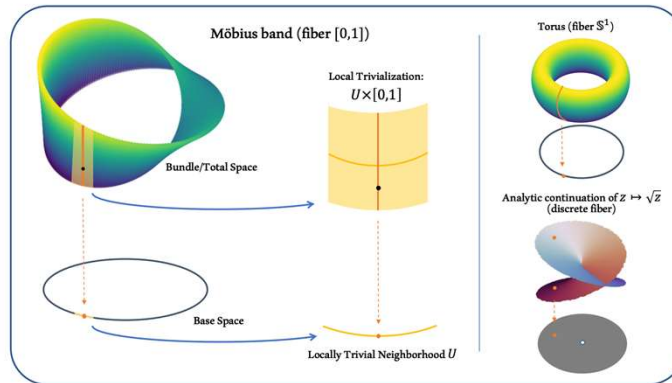 Möbius band (fiber [0,1])
Local Trivialization:
U×[0,1]
Bundle/Total Space
Base Space
Locally Trivial Neighborhood U
Torus (fiber 𝕊¹)
Analytic continuation of z ↦ √z
(discrete fiber)